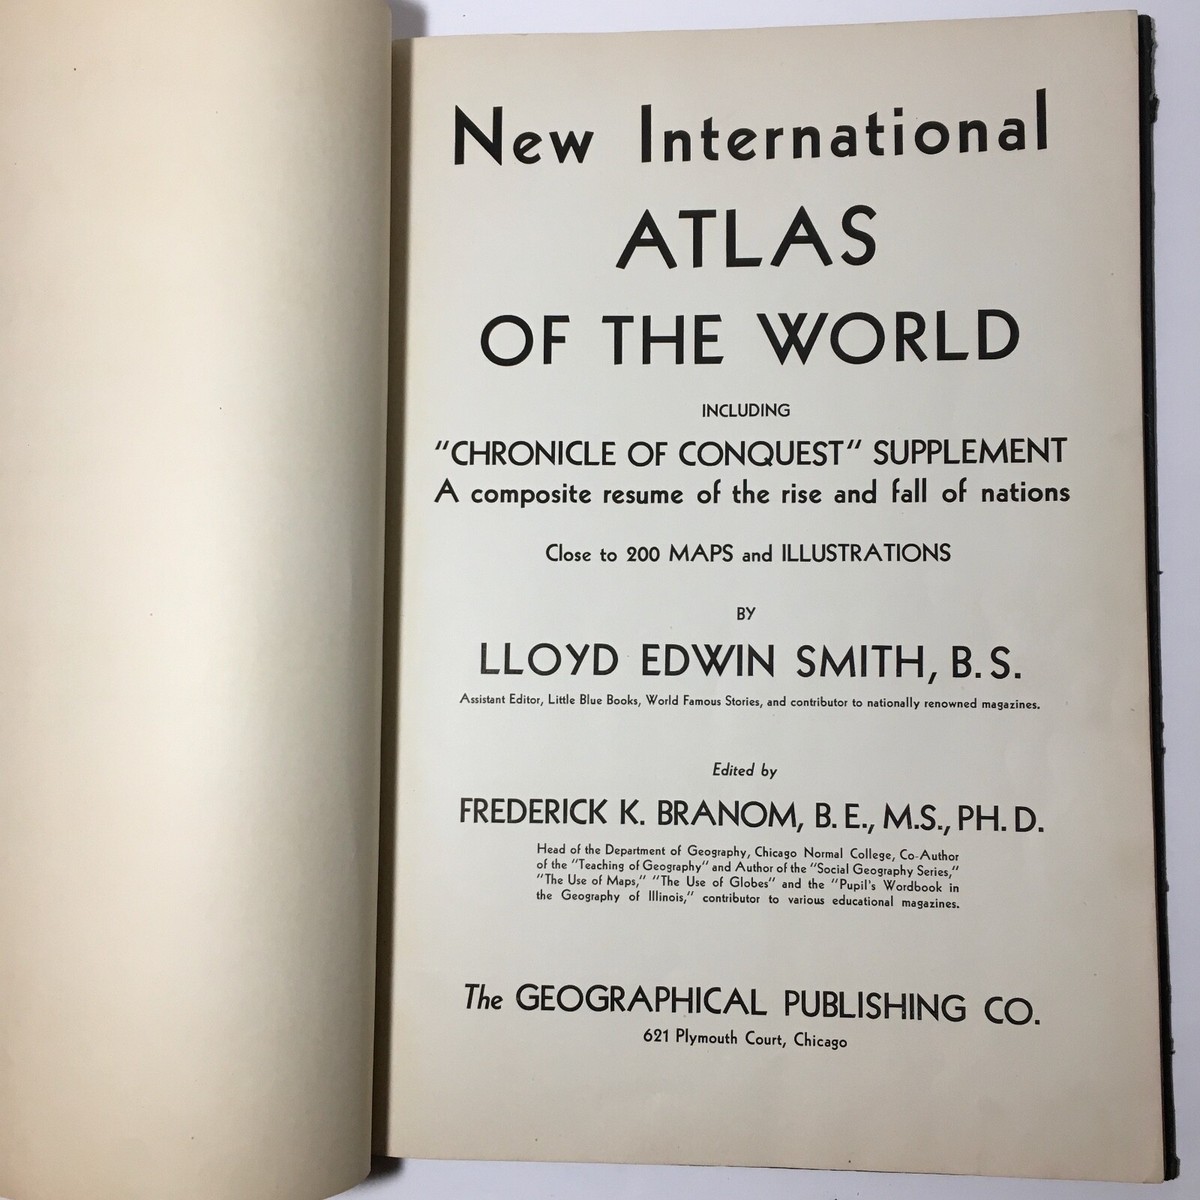 New International
ATLAS
OF THE WORLD
INCLUDING
"CHRONICLE OF CONQUEST" SUPPLEMENT
A composite resume of the rise and fall of nations
Close to 200 MAPS and ILLUSTRATIONS
BY
LLOYD EDWIN SMITH, B. S.
Assistant Editor, Little Blue Books, World Famous Stories, and contributor to nationally renowned magazines.
Edited by
FREDERICK K. BRANOM, B. E., M.S., PH. D.
Head of the Department of Geography, Chicago Normal College, Co-Author
of the "Teaching of Geography" and Author of the "Social Geography Series,"
"The Use of Maps," "The Use of Globes" and the "Pupil's Wordbook in
the Geography of Illinois," contributor to various educational magazines.
The GEOGRAPHICAL PUBLISHING CO.
621 Plymouth Court, Chicago